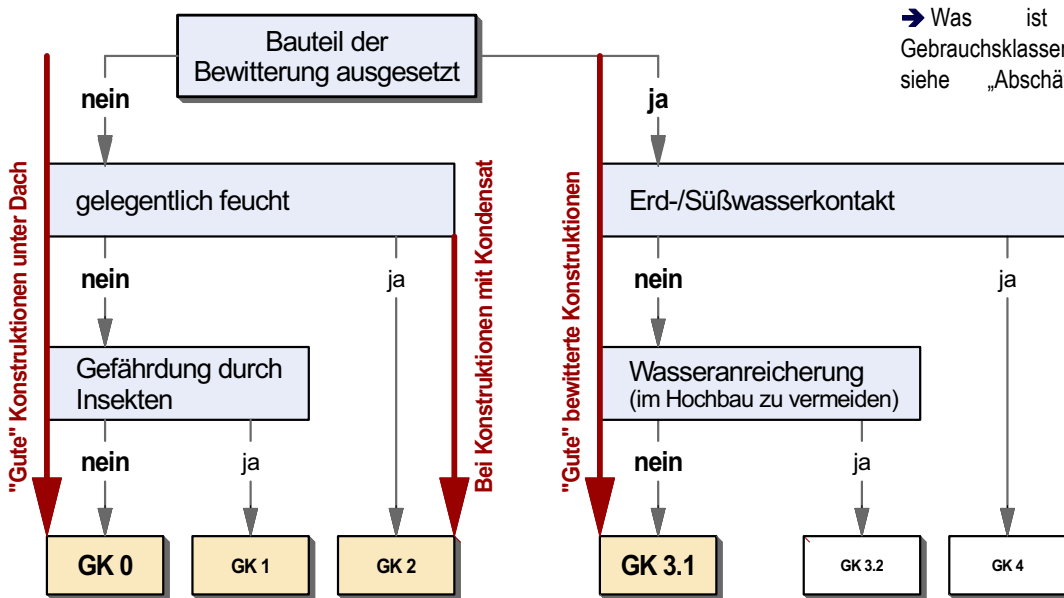 Bauteil der
Bewitterung ausgesetzt
➔ Was ist
Gebrauchsklassen
siehe „Abschä
nein
ja
"Gute" Konstruktionen unter Dach
gelegentlich feucht
Bei Konstruktionen mit Kondensat
"Gute" bewitterte Konstruktionen
Erd-/Süßwasserkontakt
nein
ja
nein
ja
Gefährdung durch
Insekten
Wasseranreicherung
(im Hochbau zu vermeiden)
nein
ja
nein
ja
GK 0
GK 1
GK 2
GK 3.1
GK 3.2
GK 4